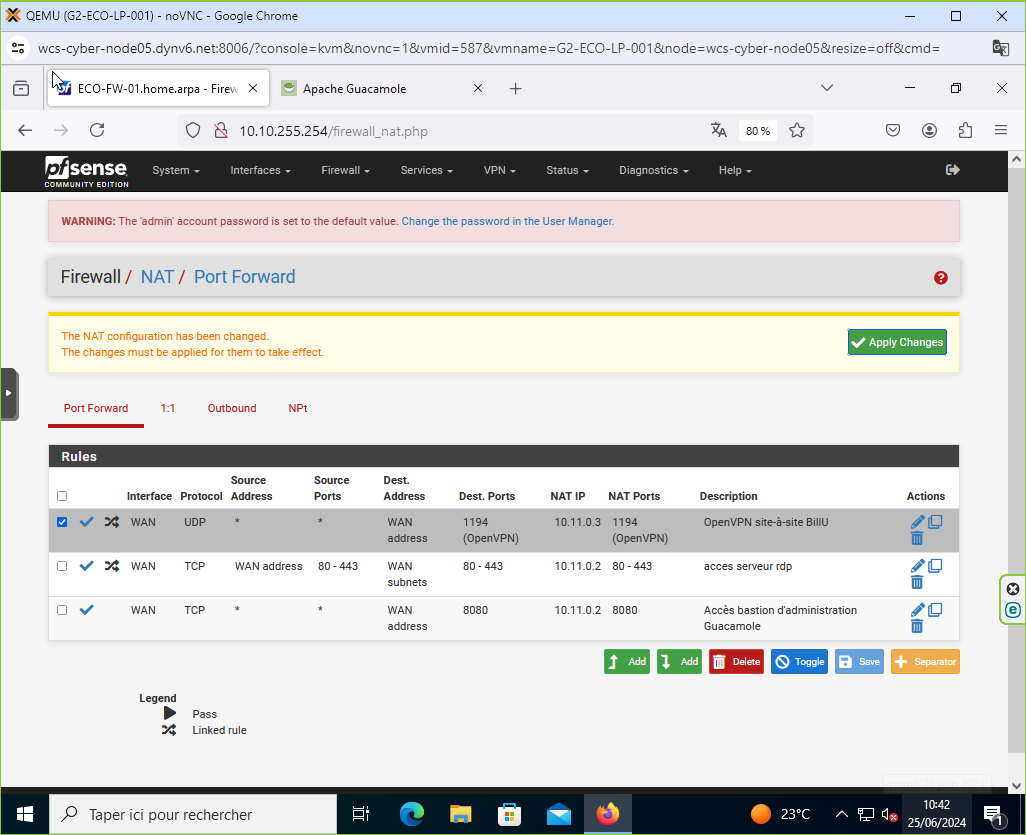 QEMU (G2-ECO-LP-001) - noVNC - Google Chrome
wcs-cyber-node05.dynv6.net:8006/?console=kvm&novnc=1&vmid=587&vmname=G2-ECO-LP-001&node=wcs-cyber-node05&resize=off&cmd=
ECO-FW-01.home.arpa - Firew
Apache Guacamole
10.10.255.254/firewall_nat.php
80 %
pfsense
COMMUNITY EDITION
System
Interfaces
Firewall
Services
VPN
Status
Diagnostics
Help
WARNING: The 'admin' account password is set to the default value. Change the password in the User Manager.
Firewall / NAT / Port Forward
The NAT configuration has been changed.
The changes must be applied for them to take effect.
Apply Changes
Port Forward
1:1
Outbound
NPt
Rules
Interface Protocol Source Address Source Ports Dest. Address Dest. Ports NAT IP NAT Ports Description Actions
WAN UDP * * WAN address 1194 (OpenVPN) 10.11.0.3 1194 (OpenVPN) OpenVPN site-à-site BillU
WAN TCP WAN address 80 - 443 WAN subnets 80 - 443 10.11.0.2 80 - 443 acces serveur rdp
WAN TCP * * WAN address 8080 10.11.0.2 8080 Accès bastion d'administration Guacamole
Add
Add
Delete
Toggle
Save
Separator
Legend
Pass
Linked rule
Taper ici pour rechercher
23°C
10:42
25/06/2024
1